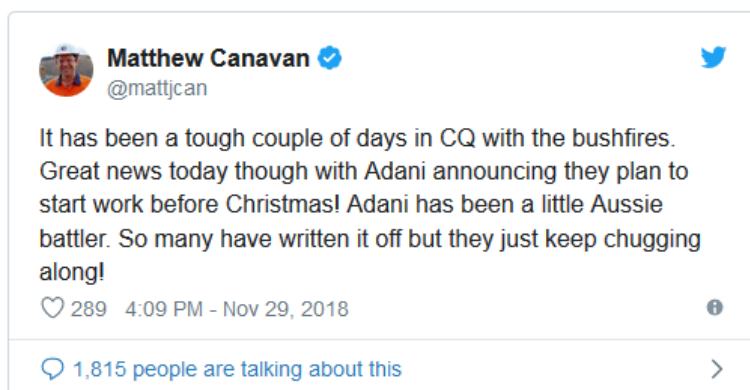 Matthew Canavan
@mattjcan
It has been a tough couple of days in CQ with the bushfires.
Great news today though with Adani announcing they plan to
start work before Christmas! Adani has been a little Aussie
battler. So many have written it off but they just keep chugging
along!
289 4:09 PM - Nov 29, 2018
1,815 people are talking about this